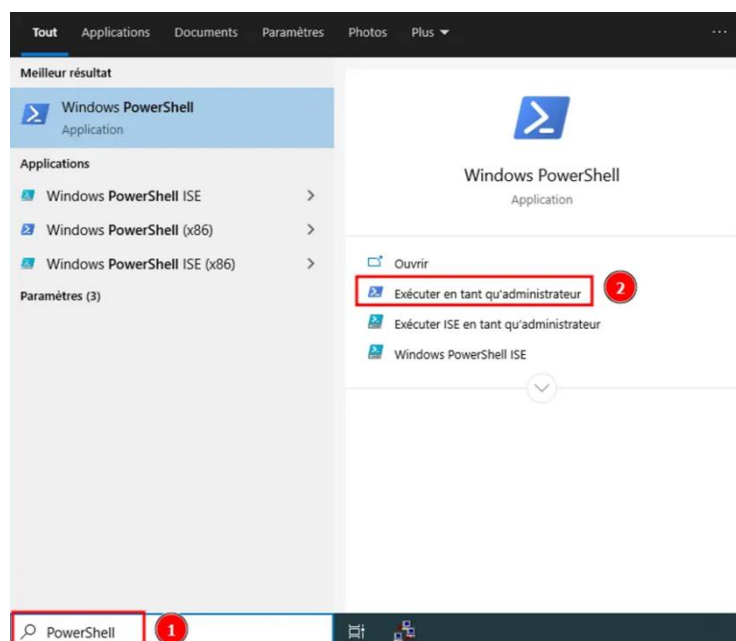 Tout Applications Documents Paramètres Photos Plus
Meilleur résultat
Windows PowerShell
Application
Applications
Windows PowerShell ISE
Windows PowerShell (x86)
Windows PowerShell ISE (x86)
Paramètres (3)
Windows PowerShell
Application
Ouvrir
Exécuter en tant qu'administrateur
2
Exécuter ISE en tant qu'administrateur
Windows PowerShell ISE
PowerShell
1